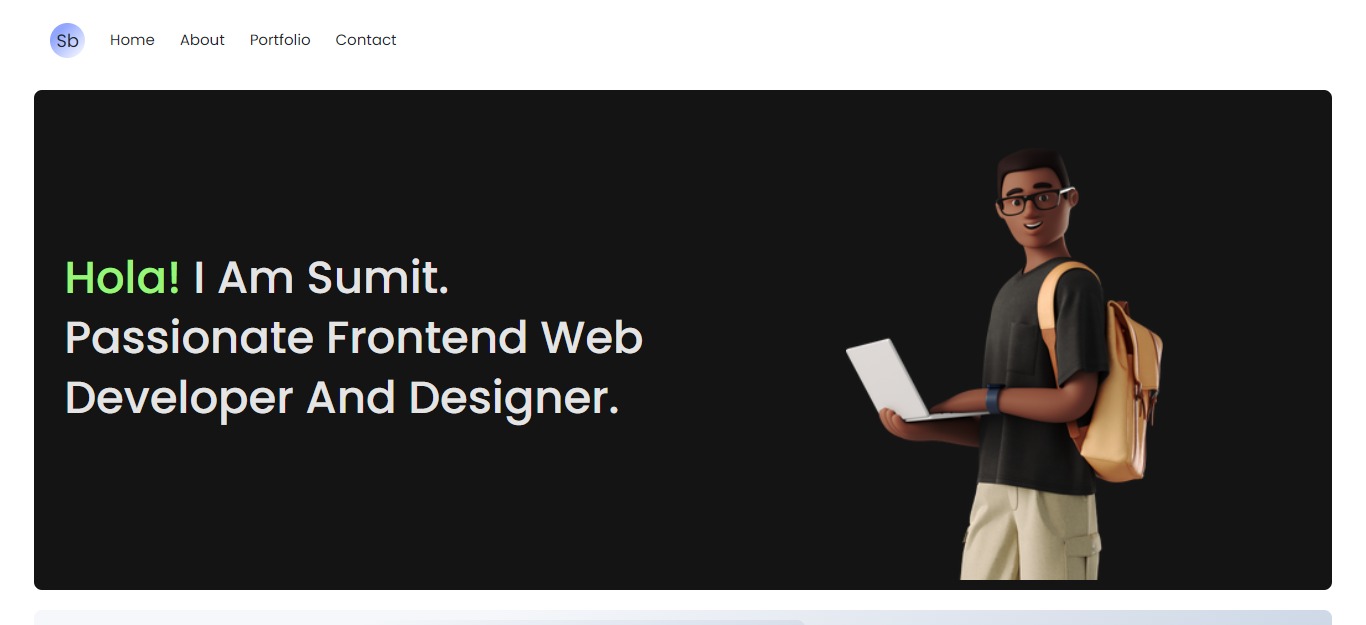 Sb Home About Portfolio Contact
Hola! I Am Sumit.
Passionate Frontend Web
Developer And Designer.